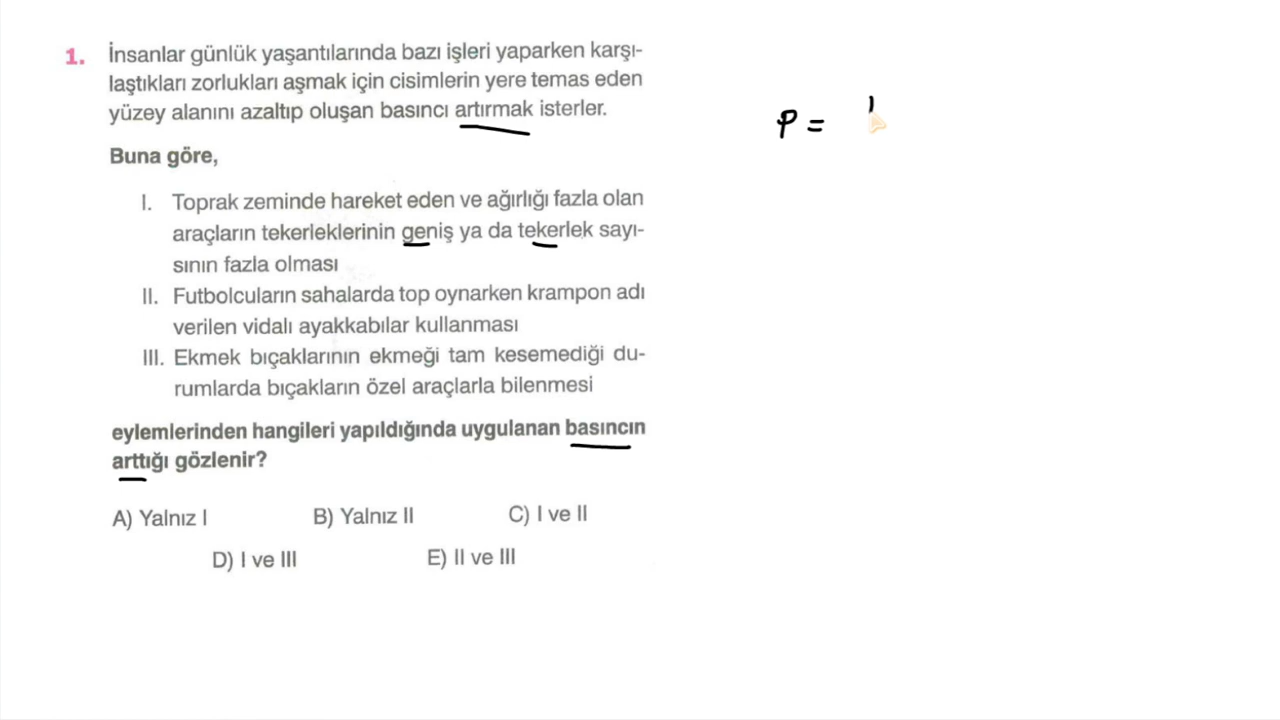 1. İnsanlar günlük yaşantılarında bazı işleri yaparken karşı-
laştıkları zorlukları aşmak için cisimlerin yere temas eden
yüzey alanını azaltıp oluşan basıncı artırmak isterler.
Buna göre,
I. Toprak zeminde hareket eden ve ağırlığı fazla olan
araçların tekerleklerinin geniş ya da tekerlek sayı-
sının fazla olması
II. Futbolcuların sahalarda top oynarken krampon adı
verilen vidalı ayakkabılar kullanması
III. Ekmek bıçaklarının ekmeği tam kesemediği du-
rumlarda bıçakların özel araçlarla bilenmesi
eylemlerinden hangileri yapıldığında uygulanan basıncın
arttığı gözlenir?
A) Yalnız I B) Yalnız II C) I ve II
D) I ve III E) II ve III
P =